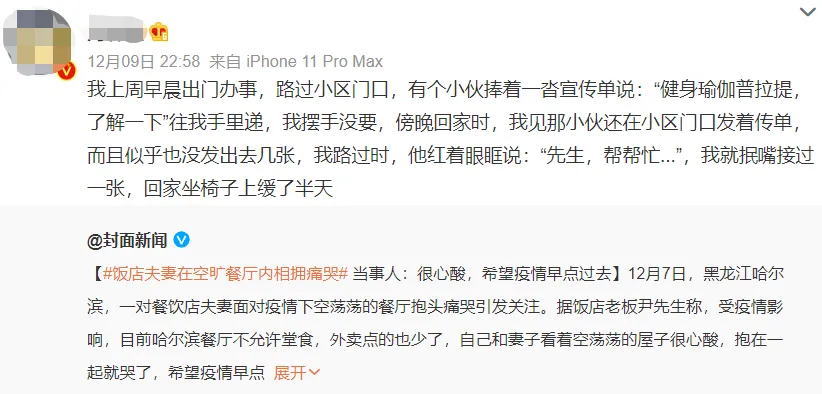 12月09日 22:58 来自 iPhone 11 Pro Max
我上周早晨出门办事，路过小区门口，有个小伙捧着一沓宣传单说：“健身瑜伽普拉提，
了解一下”往我手里递，我摆手没要，傍晚回家时，我见那小伙还在小区门口发着传单，
而且似乎也没发出去几张，我路过时，他红着眼眶说：“先生，帮帮忙...”，我就抿嘴接过
一张，回家坐椅子上缓了半天
@封面新闻
【#饭店夫妻在空旷餐厅内相拥痛哭# 当事人：很心酸，希望疫情早点过去】12月7日，黑龙江哈尔
滨，一对餐饮店夫妻面对疫情下空荡荡的餐厅抱头痛哭引发关注。据饭店老板尹先生称，受疫情影
响，目前哈尔滨餐厅不允许堂食，外卖点的也少了，自己和妻子看着空荡荡的屋子很心酸，抱在一
起就哭了，希望疫情早点 展开